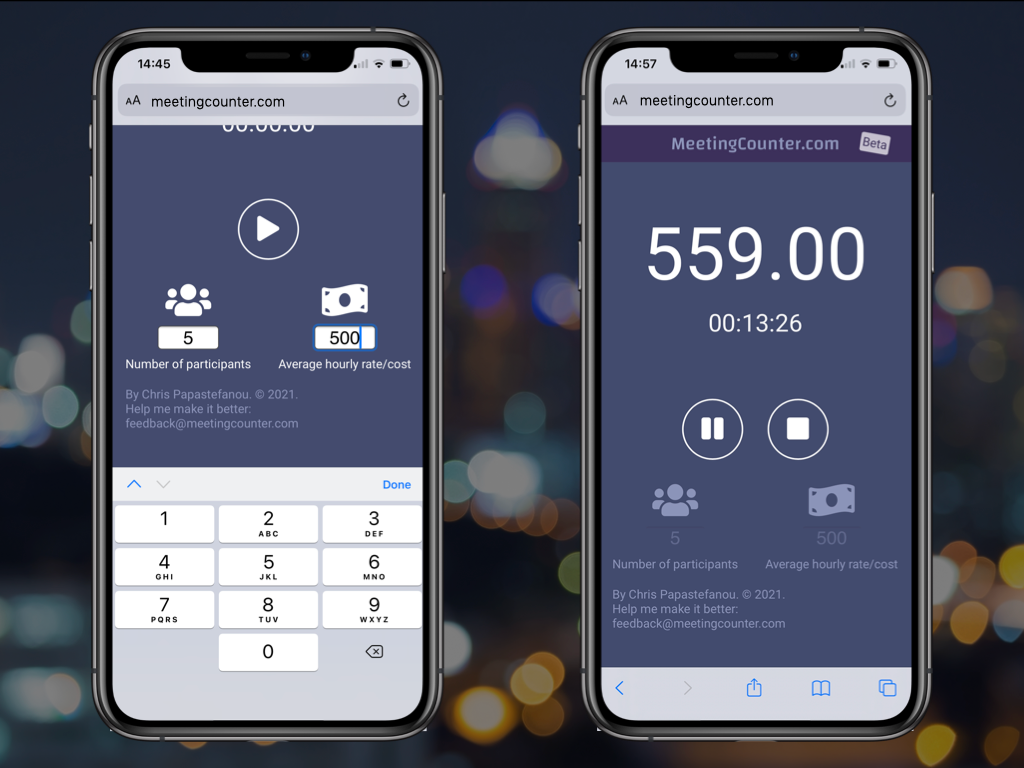 14:45
AA meetingcounter.com
00:00:00
5
500
Number of participants
Average hourly rate/cost
By Chris Papastefanou. © 2021.
Help me make it better:
feedback@meetingcounter.com
Done
1
2
ABC
3
DEF
4
GHI
5
JKL
6
MNO
7
PQRS
8
TUV
9
WXYZ
0
14:57
AA meetingcounter.com
MeetingCounter.com
Beta
559.00
00:13:26
5
500
Number of participants
Average hourly rate/cost
By Chris Papastefanou. © 2021.
Help me make it better:
feedback@meetingcounter.com